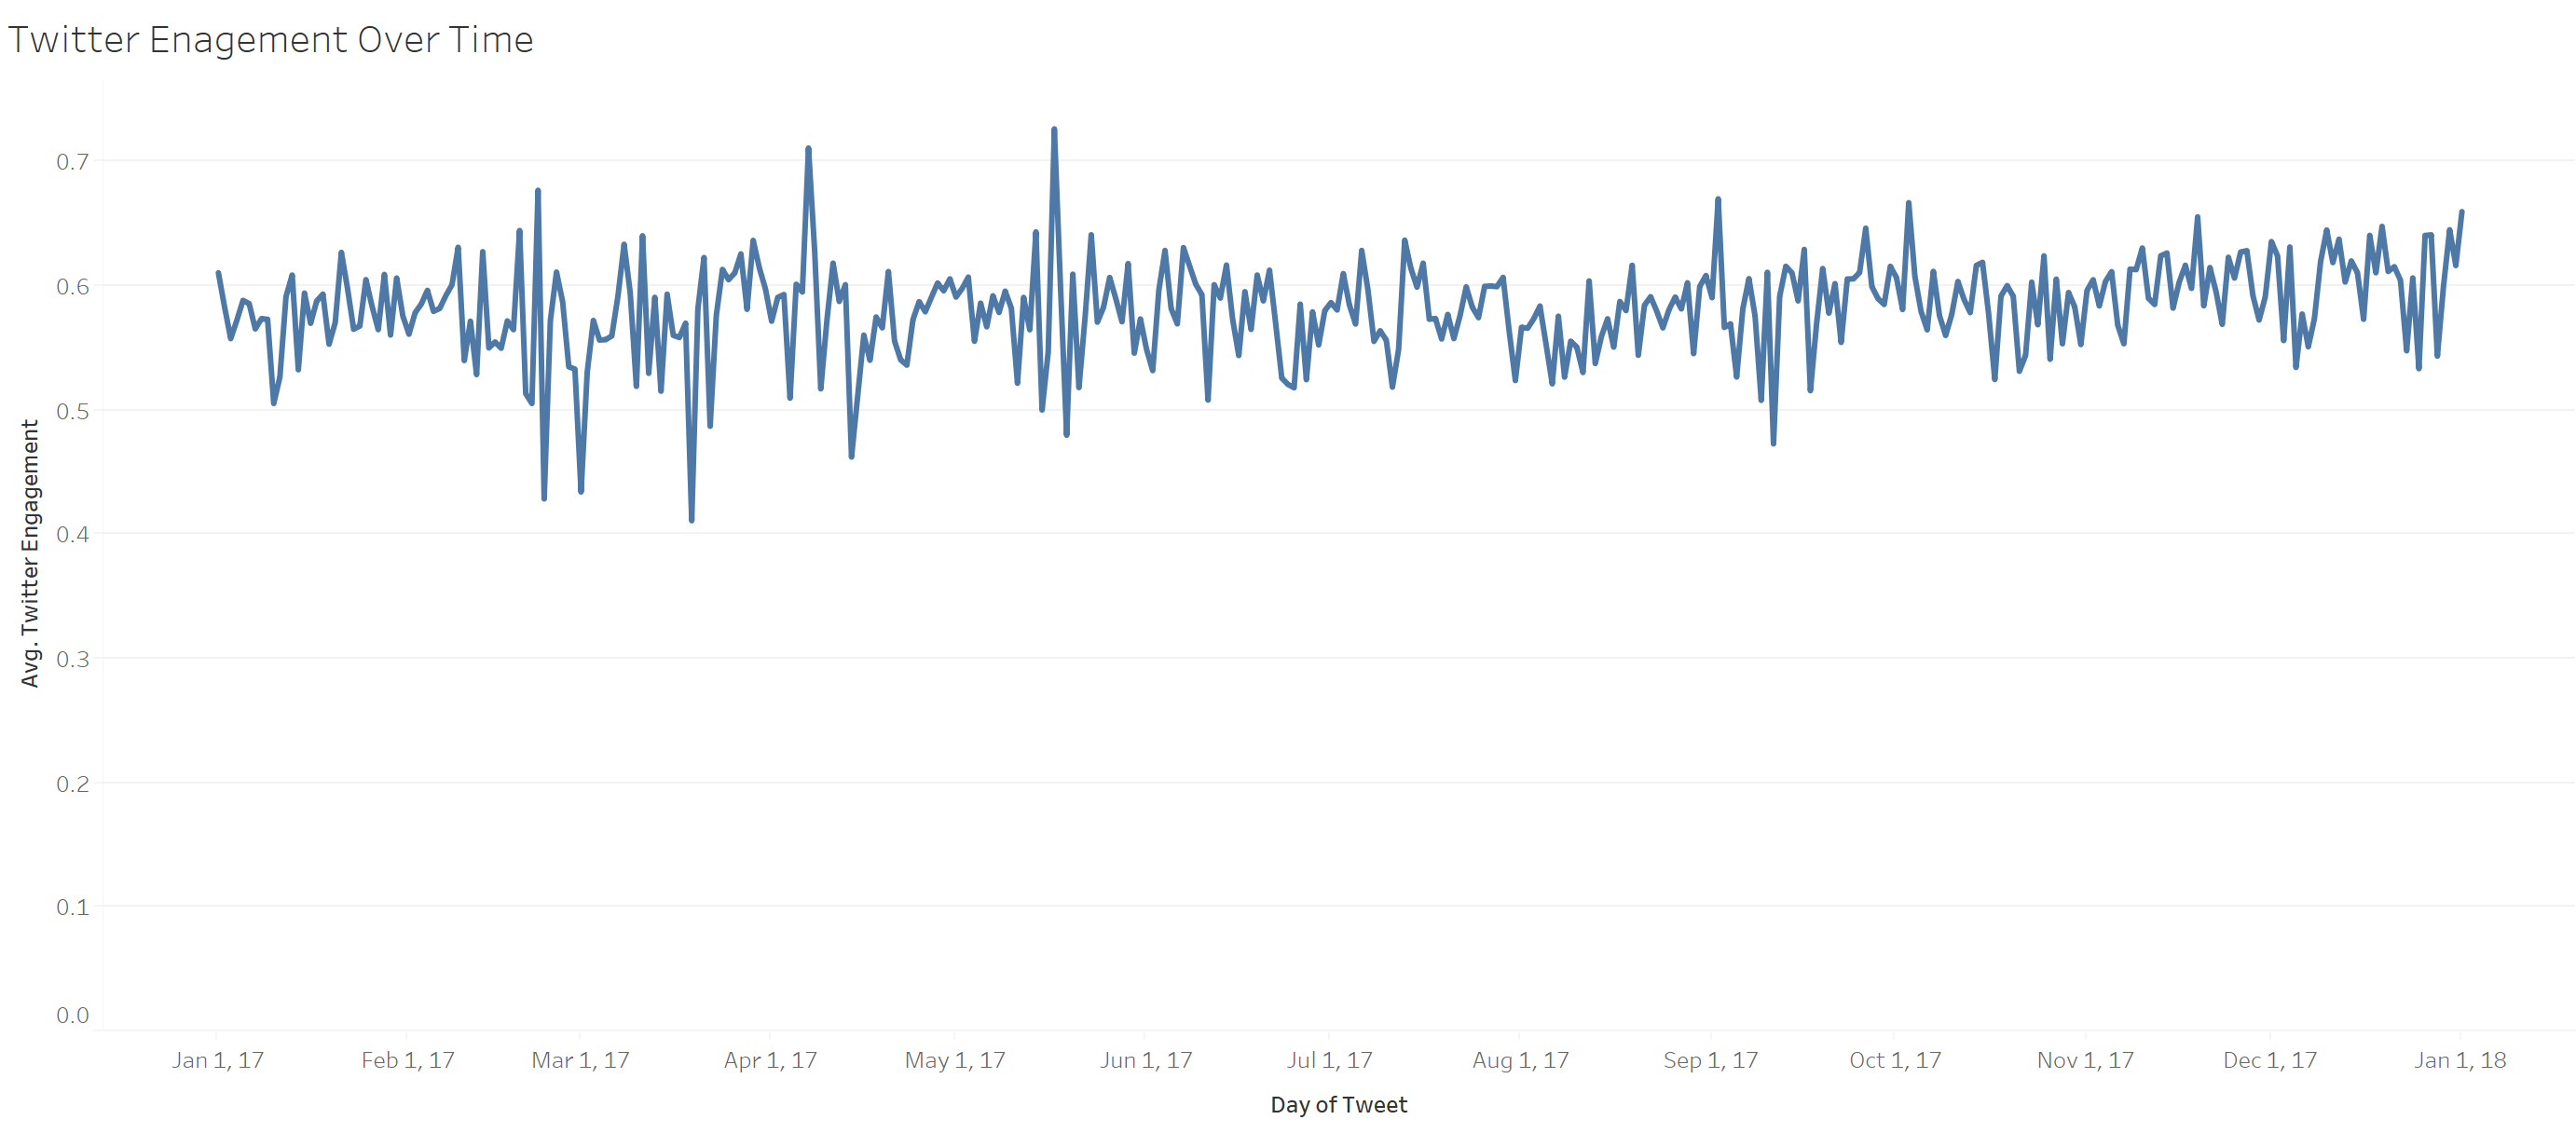 Twitter Enagement Over Time
0.7
0.6
0.5
0.4
0.3
0.2
0.1
0.0
Avg. Twitter Engagement
Jan 1, 17 Feb 1, 17 Mar 1, 17 Apr 1, 17 May 1, 17 Jun 1, 17 Jul 1, 17 Aug 1, 17 Sep 1, 17 Oct 1, 17 Nov 1, 17 Dec 1, 17 Jan 1, 18
Day of Tweet